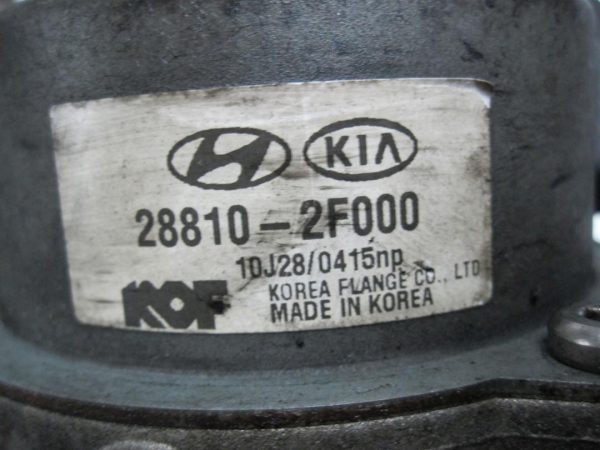 H KIA
28810-2F000
10J28/0415np
KOF KOREA FLANGE CO., LTD
MADE IN KOREA